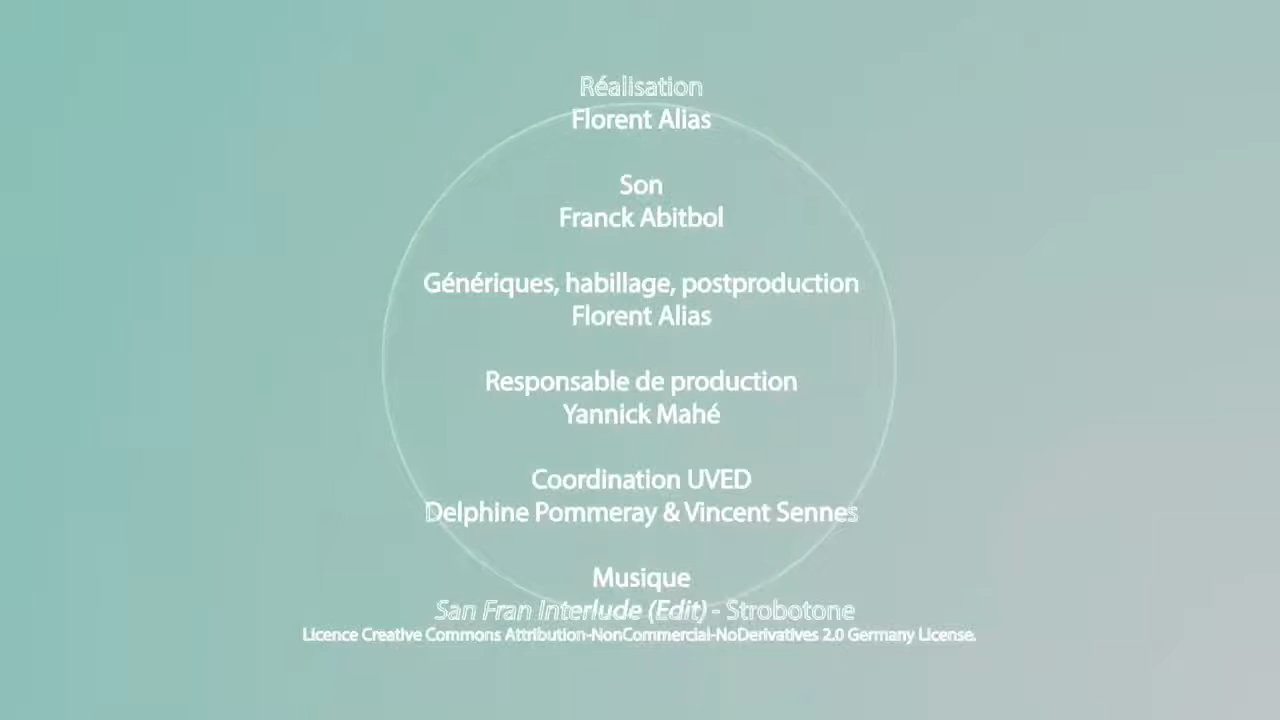 Réalisation
Florent Alias
Son
Franck Abitbol
Génériques, habillage, postproduction
Florent Alias
Responsable de production
Yannick Mahé
Coordination UVED
Delphine Pommeray & Vincent Sennes
Musique
San Fran Interlude (Edit) - Strobotone
Licence Creative Commons Attribution-NonCommercial-NoDerivatives 2.0 Germany License.